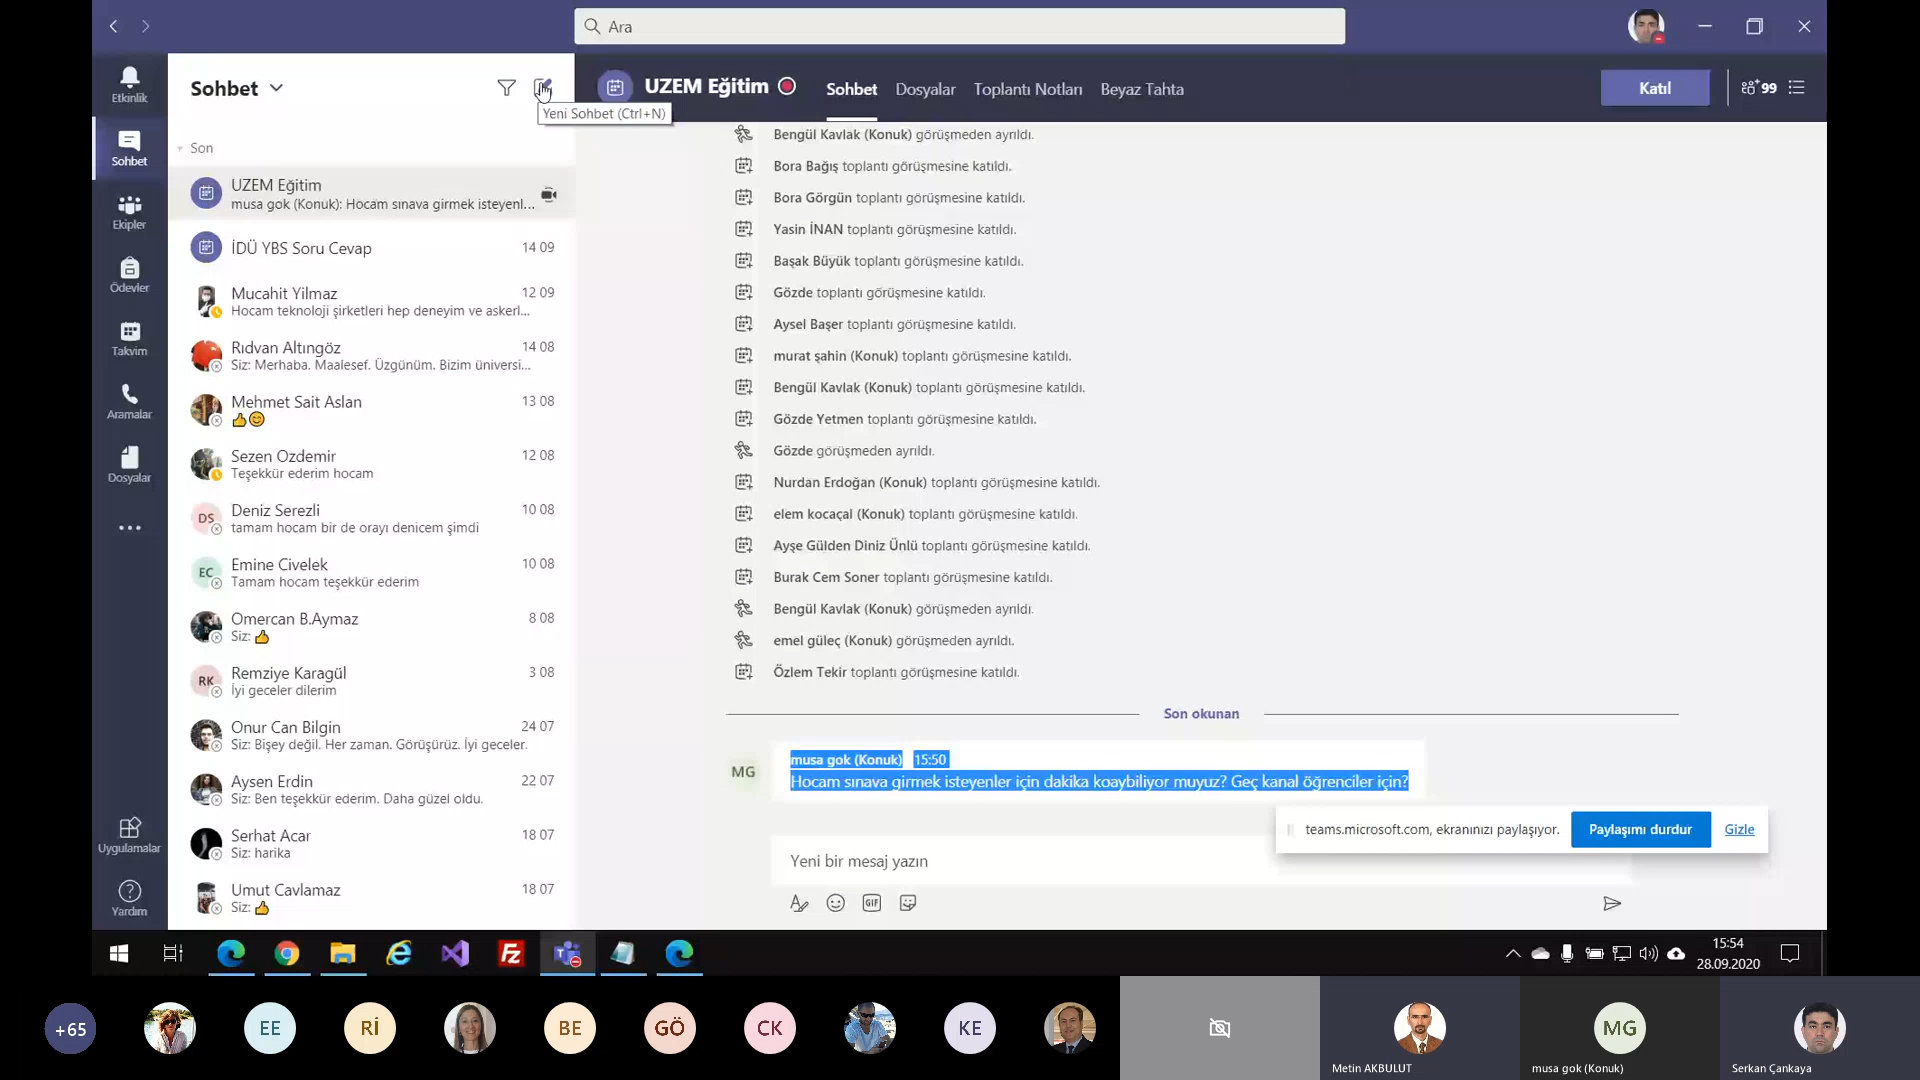 Ara
Etkinlik
Sohbet
Ekipler
Ödevler
Takvim
Aramalar
Dosyalar
Uygulamalar
Yardım
Sohbet
Yeni Sohbet (Ctrl+N)
Son
UZEM Eğitim
musa gok (Konuk): Hocam sınava girmek isteyenl...
İDÜ YBS Soru Cevap 14 09
Mucahit Yilmaz 12 09
Hocam teknoloji şirketleri hep deneyim ve askerl...
Rıdvan Altıngöz 14 08
Siz: Merhaba. Maalesef. Üzgünüm. Bizim üniversi...
Mehmet Sait Aslan 13 08
👍😊
Sezen Ozdemir 12 08
Teşekkür ederim hocam
DS
Deniz Serezli 10 08
tamam hocam bir de orayı denicem şimdi
EC
Emine Civelek 10 08
Tamam hocam teşekkür ederim
Omercan B.Aymaz 8 08
Siz: 👍
RK
Remziye Karagül 3 08
İyi geceler dilerim
Onur Can Bilgin 24 07
Siz: Bişey değil. Her zaman. Görüşürüz. İyi geceler.
Aysen Erdin 22 07
Siz: Ben teşekkür ederim. Daha güzel oldu.
Serhat Acar 18 07
Siz: harika
Umut Cavlamaz 18 07
Siz: 👍
UZEM Eğitim Sohbet Dosyalar Toplantı Notları Beyaz Tahta Katıl 99
Bengül Kavlak (Konuk) görüşmeden ayrıldı.
Bora Bağış toplantı görüşmesine katıldı.
Bora Görgün toplantı görüşmesine katıldı.
Yasin İNAN toplantı görüşmesine katıldı.
Başak Büyük toplantı görüşmesine katıldı.
Gözde toplantı görüşmesine katıldı.
Aysel Başer toplantı görüşmesine katıldı.
murat şahin (Konuk) toplantı görüşmesine katıldı.
Bengül Kavlak (Konuk) toplantı görüşmesine katıldı.
Gözde Yetmen toplantı görüşmesine katıldı.
Gözde görüşmeden ayrıldı.
Nurdan Erdoğan (Konuk) toplantı görüşmesine katıldı.
elem kocaçal (Konuk) toplantı görüşmesine katıldı.
Ayşe Gülden Diniz Ünlü toplantı görüşmesine katıldı.
Burak Cem Soner toplantı görüşmesine katıldı.
Bengül Kavlak (Konuk) görüşmeden ayrıldı.
emel güleç (Konuk) görüşmeden ayrıldı.
Özlem Tekir toplantı görüşmesine katıldı.
Son okunan
MG
musa gok (Konuk) 15:50
Hocam sınava girmek isteyenler için dakika koaybiliyor muyuz? Geç kanal öğrenciler için?
teams.microsoft.com, ekranınızı paylaşıyor. Paylaşımı durdur Gizle
Yeni bir mesaj yazın
GIF
15:54
28.09.2020
+65 EE Rİ BE GÖ CK KE MG
Metin AKBULUT musa gok (Konuk) Serkan Çankaya